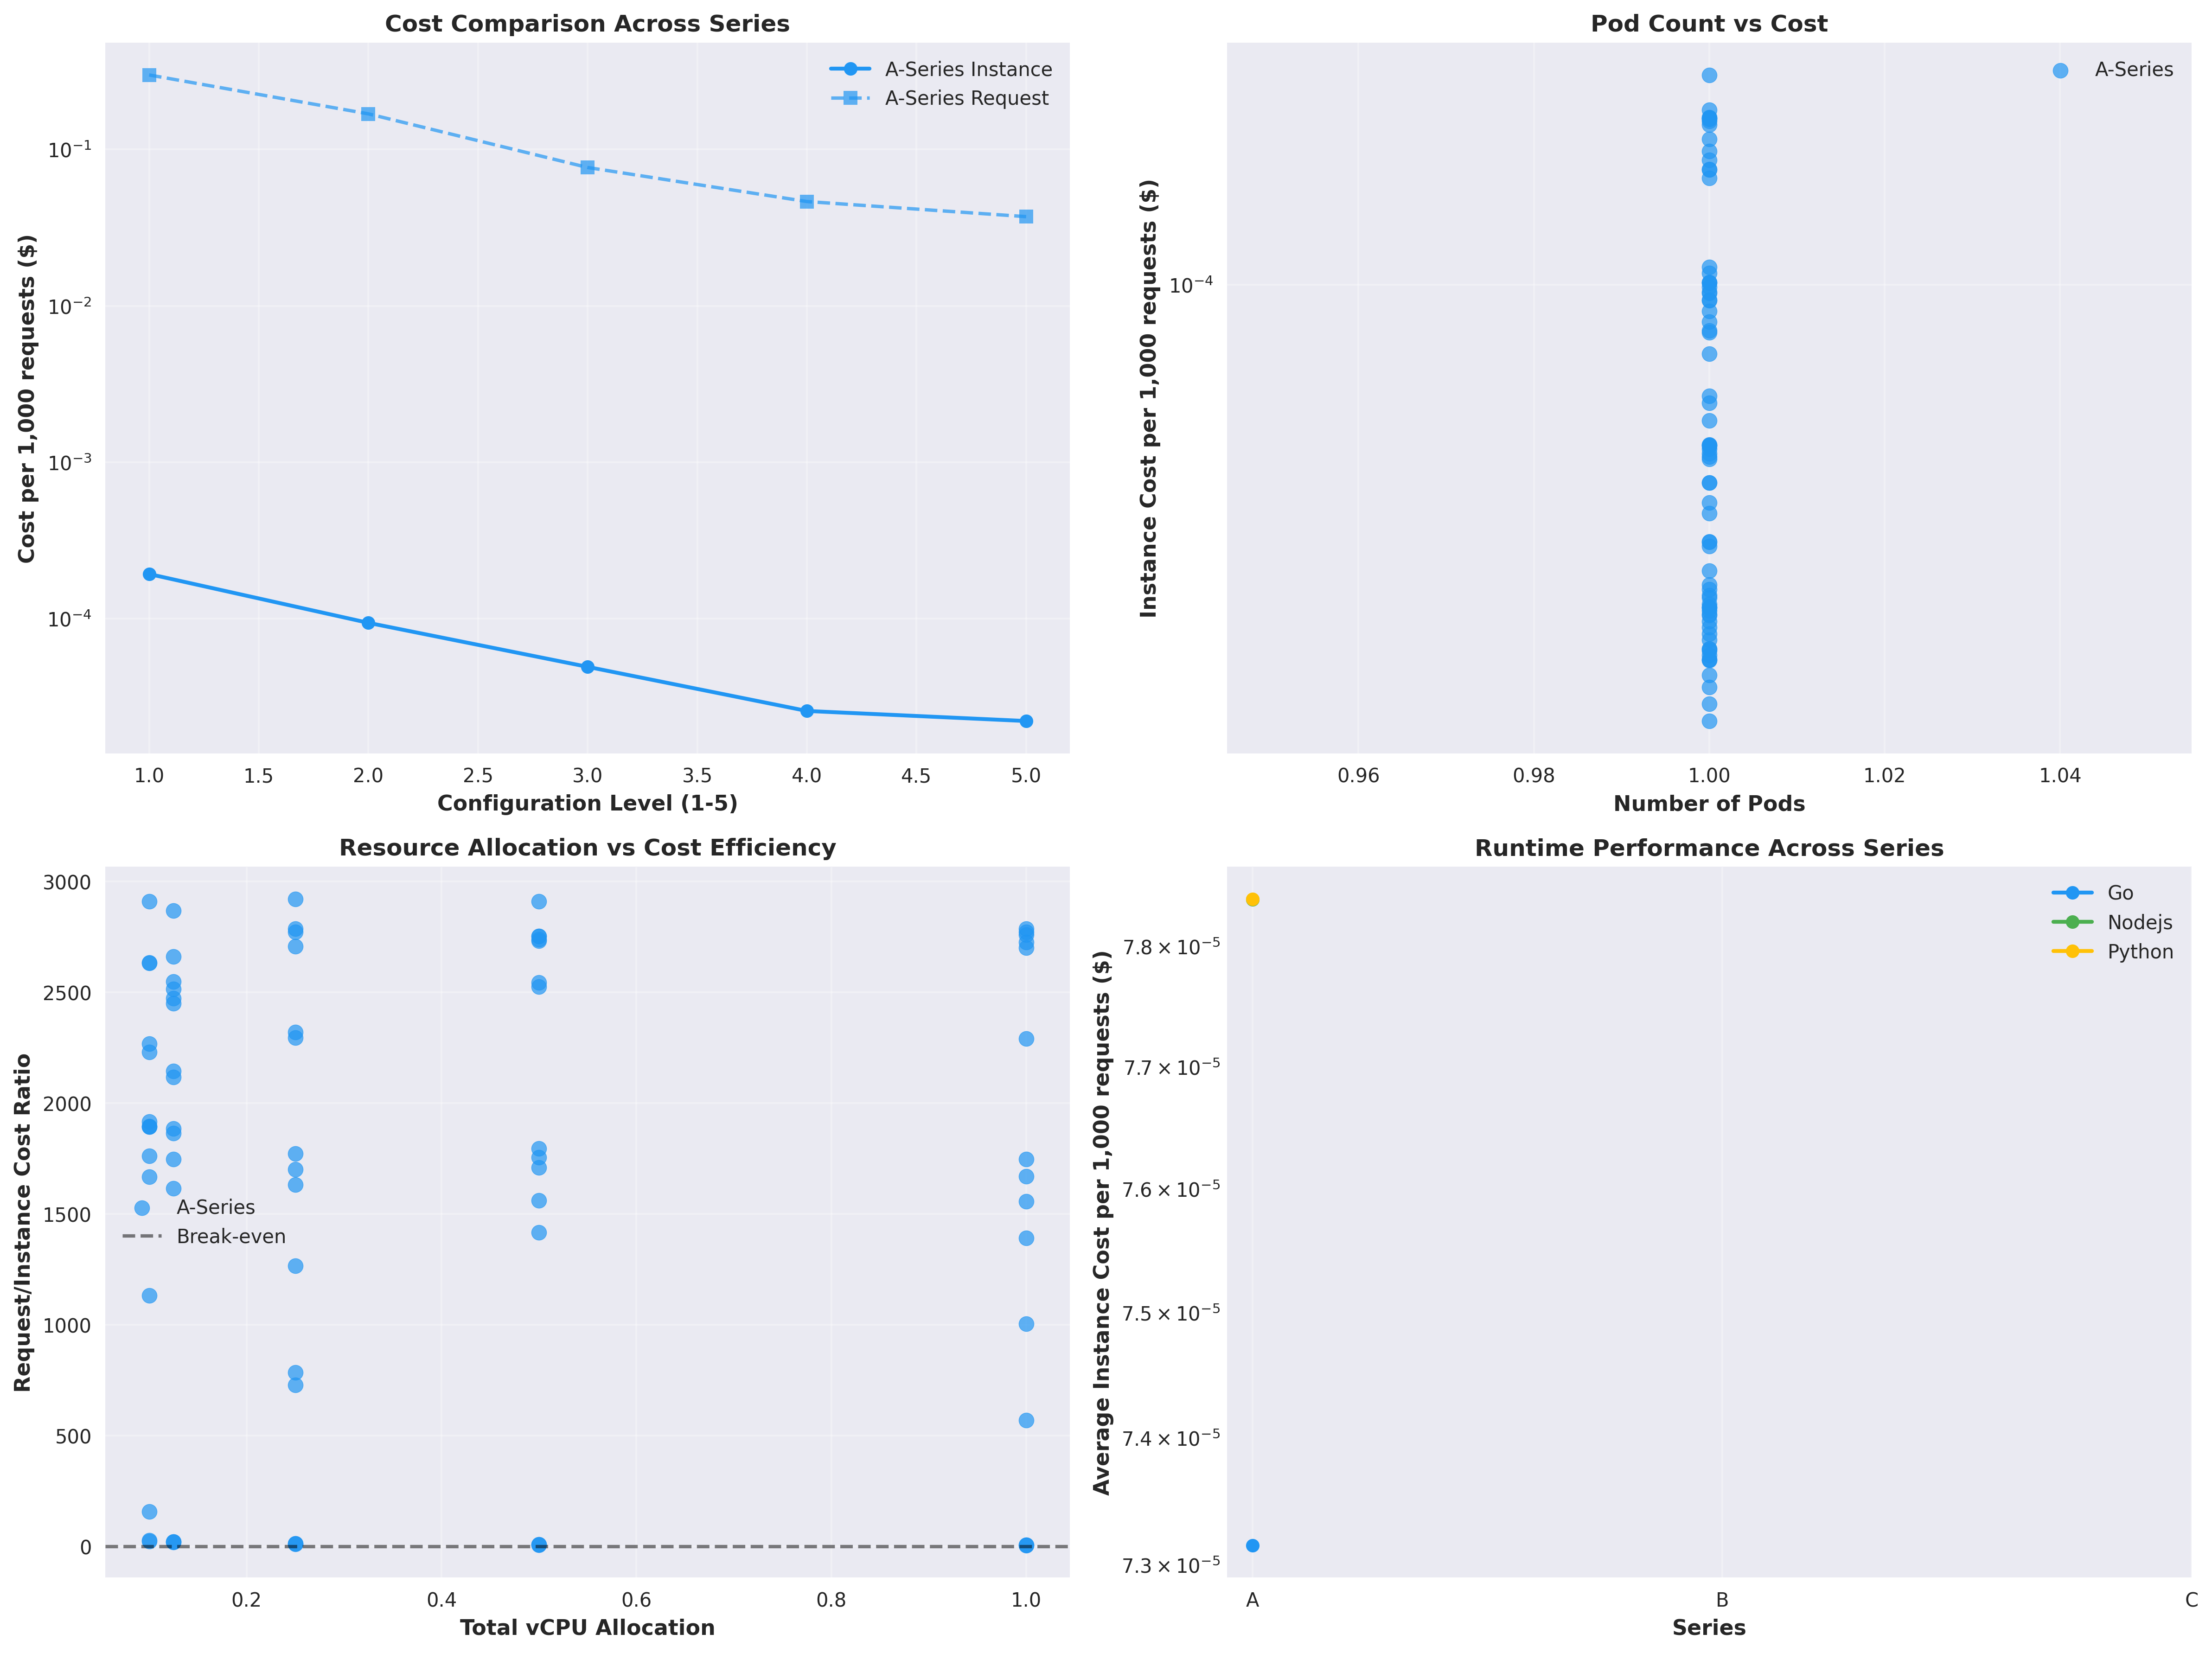 Cost Comparison Across Series
A-Series Instance
A-Series Request
Cost per 1,000 requests ($)
10⁻¹
10⁻²
10⁻³
10⁻⁴
1.0 1.5 2.0 2.5 3.0 3.5 4.0 4.5 5.0
Configuration Level (1-5)
Pod Count vs Cost
A-Series
Instance Cost per 1,000 requests ($)
10⁻⁴
0.96 0.98 1.00 1.02 1.04
Number of Pods
Resource Allocation vs Cost Efficiency
Request/Instance Cost Ratio
3000
2500
2000
1500
1000
500
0
A-Series
Break-even
0.2 0.4 0.6 0.8 1.0
Total vCPU Allocation
Runtime Performance Across Series
Go
Nodejs
Python
Average Instance Cost per 1,000 requests ($)
7.8 × 10⁻⁵
7.7 × 10⁻⁵
7.6 × 10⁻⁵
7.5 × 10⁻⁵
7.4 × 10⁻⁵
7.3 × 10⁻⁵
A B C
Series